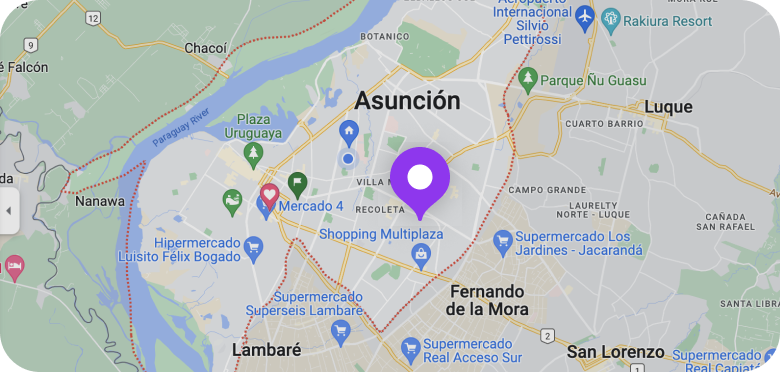 Aeropuerto
Internacional
Silvio
Pettirossi
Rakiura Resort
12
9
BOTANICO
Chacoí
é Falcón
Parque Ñu Guasu
Asunción
Luque
Paraguay River
Plaza
Uruguaya
CUARTO BARRIO
VILLA M
CAMPO GRANDE
Nanawa
Mercado 4
RECOLETA
LAURELTY
NORTE - LUQUE
CAÑADA
SAN RAFAEL
Shopping Multiplaza
Hipermercado
Luisito Félix Bogado
Supermercado Los
Jardines - Jacarandá
Fernando
de la Mora
Supermercado
Superseis Lambaré
SANTA LIBRA
2
Lambaré
Supermercado
Real Acceso Sur
San Lorenzo
Supermercado
Real Capiatá
1